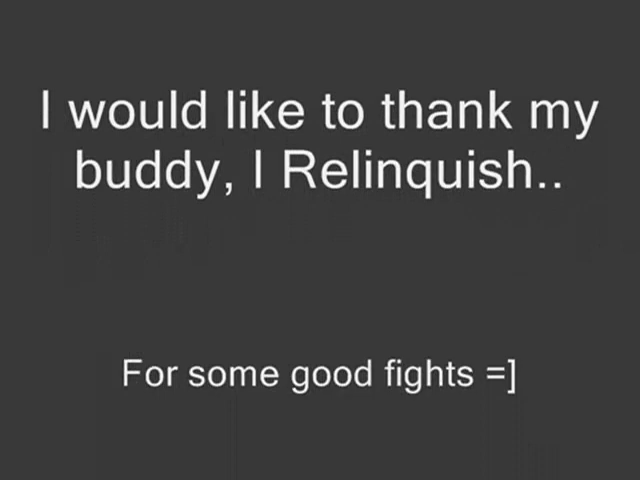 I would like to thank my
buddy, I Relinquish..
For some good fights =]